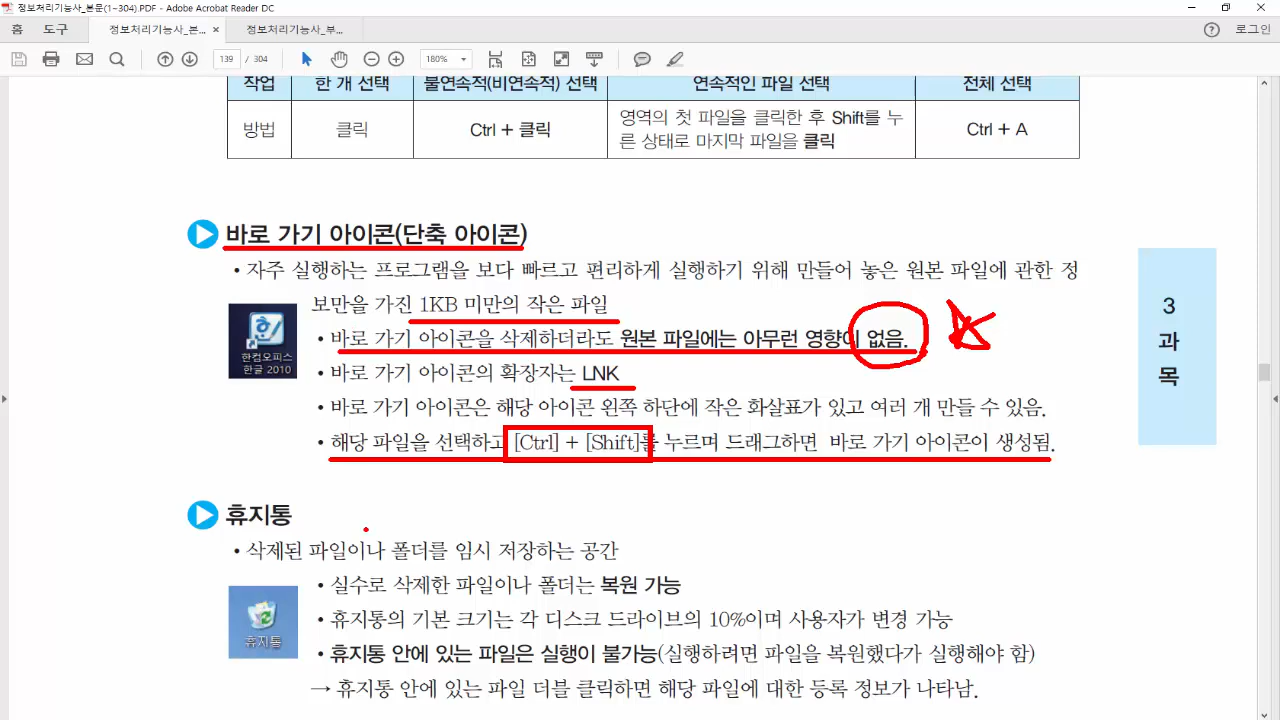 정보처리기능사_본문(1~304).PDF - Adobe Acrobat Reader DC
홈 도구 정보처리기능사_본... × 정보처리기능사_부... 로그인
139 / 304 180%
작업 한 개 선택 불연속적(비연속적) 선택 연속적인 파일 선택 전체 선택
방법 클릭 Ctrl + 클릭 영역의 첫 파일을 클릭한 후 Shift를 누
른 상태로 마지막 파일을 클릭 Ctrl + A
바로 가기 아이콘(단축 아이콘)
• 자주 실행하는 프로그램을 보다 빠르고 편리하게 실행하기 위해 만들어 놓은 원본 파일에 관한 정
보만을 가진 1KB 미만의 작은 파일
• 바로 가기 아이콘을 삭제하더라도 원본 파일에는 아무런 영향이 없음.
한컴오피스
한글 2010
• 바로 가기 아이콘의 확장자는 LNK
• 바로 가기 아이콘은 해당 아이콘 왼쪽 하단에 작은 화살표가 있고 여러 개 만들 수 있음.
• 해당 파일을 선택하고 [Ctrl] + [Shift]를 누르며 드래그하면 바로 가기 아이콘이 생성됨.
3
과
목
휴지통
• 삭제된 파일이나 폴더를 임시 저장하는 공간
• 실수로 삭제한 파일이나 폴더는 복원 가능
• 휴지통의 기본 크기는 각 디스크 드라이브의 10%이며 사용자가 변경 가능
휴지통
• 휴지통 안에 있는 파일은 실행이 불가능(실행하려면 파일을 복원했다가 실행해야 함)
→ 휴지통 안에 있는 파일 더블 클릭하면 해당 파일에 대한 등록 정보가 나타남.